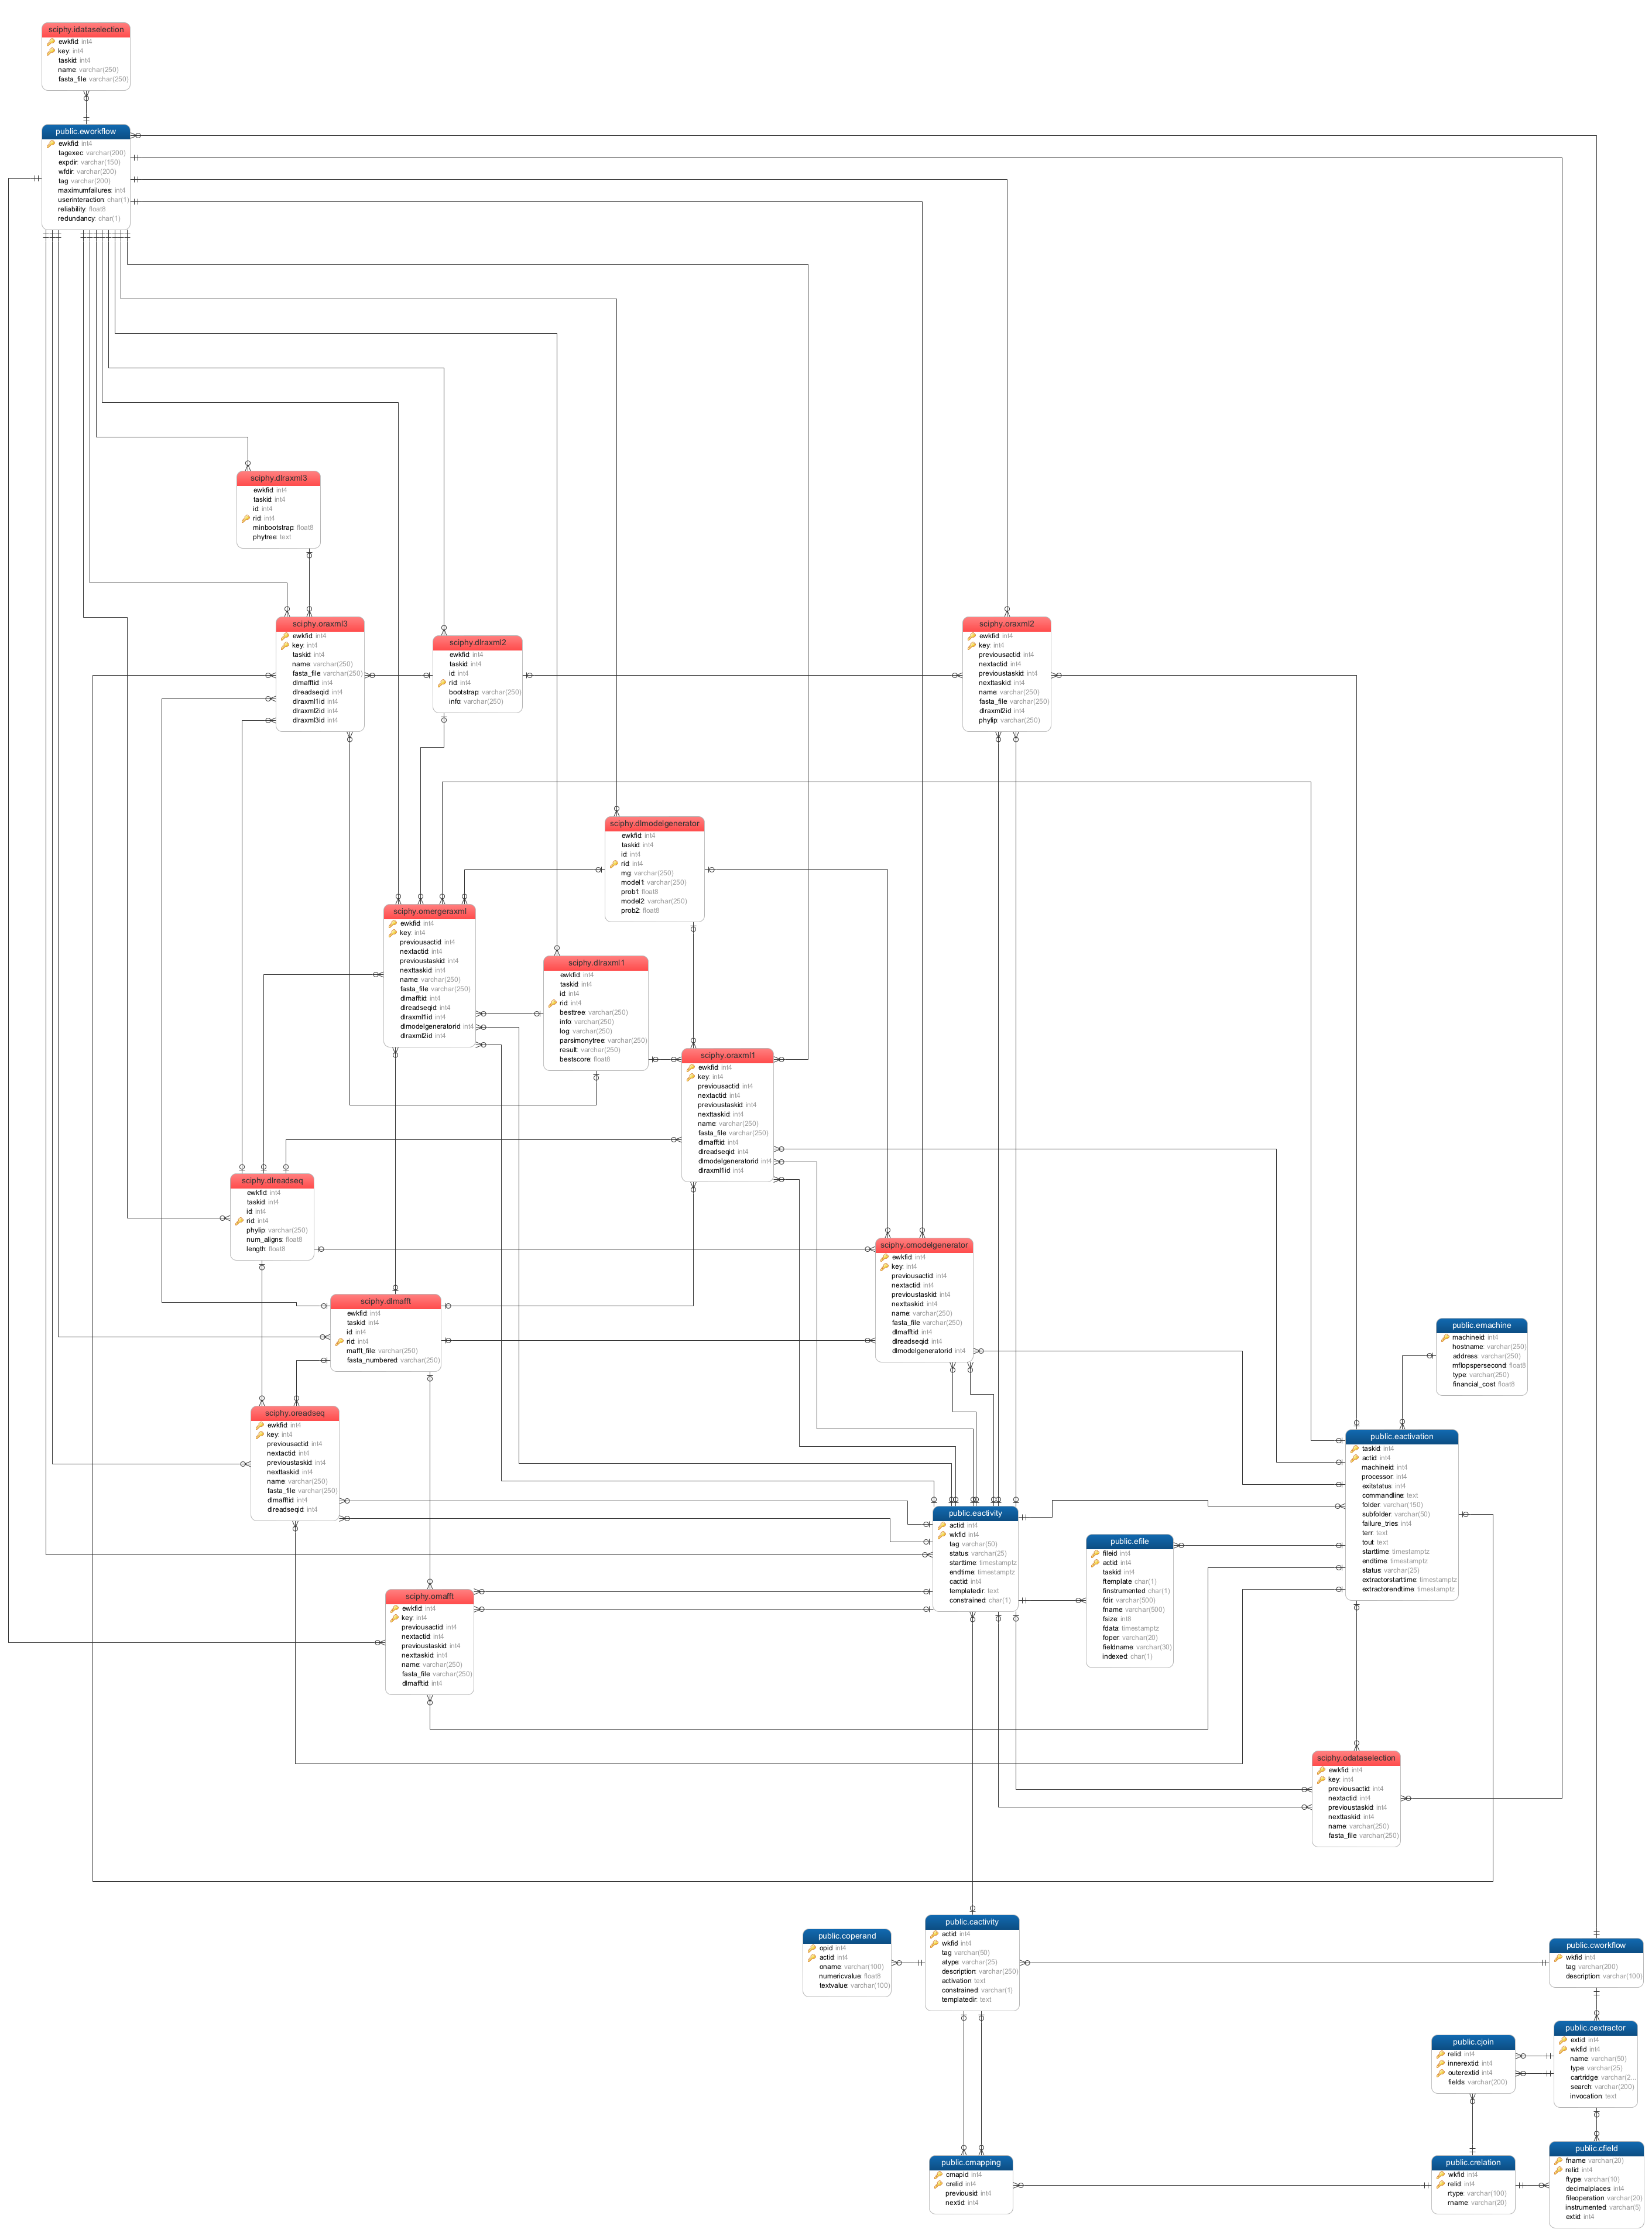 sciphy.idataselection
ewkfid: int4
key: int4
taskid: int4
name: varchar(250)
fasta_file: varchar(250)
public.eworkflow
ewkfid: int4
tagexec: varchar(200)
expdir: varchar(150)
wfdir: varchar(200)
tag: varchar(200)
maximumfailures: int4
userinteraction: char(1)
reliability: float8
redundancy: char(1)
sciphy.dlraxml3
ewkfid: int4
taskid: int4
id: int4
rid: int4
minbootstrap: float8
phytree: text
sciphy.oraxml3
ewkfid: int4
key: int4
taskid: int4
name: varchar(250)
fasta_file: varchar(250)
dlmafftid: int4
dlreadseqid: int4
dlraxml1id: int4
dlraxml2id: int4
dlraxml3id: int4
sciphy.dlraxml2
ewkfid: int4
taskid: int4
id: int4
rid: int4
bootstrap: varchar(250)
info: varchar(250)
sciphy.oraxml2
ewkfid: int4
key: int4
previousactid: int4
nextactid: int4
previoustaskid: int4
nexttaskid: int4
name: varchar(250)
fasta_file: varchar(250)
dlraxml2id: int4
phylip: varchar(250)
sciphy.dlmodelgenerator
ewkfid: int4
taskid: int4
id: int4
rid: int4
mg: varchar(250)
model1: varchar(250)
prob1: float8
model2: varchar(250)
prob2: float8
sciphy.omergeraxml
ewkfid: int4
key: int4
previousactid: int4
nextactid: int4
previoustaskid: int4
nexttaskid: int4
name: varchar(250)
fasta_file: varchar(250)
dlmafftid: int4
dlreadseqid: int4
dlraxml1id: int4
dlmodelgeneratorid: int4
dlraxml2id: int4
sciphy.dlraxml1
ewkfid: int4
taskid: int4
id: int4
rid: int4
besttree: varchar(250)
info: varchar(250)
log: varchar(250)
parsimonytree: varchar(250)
result: varchar(250)
bestscore: float8
sciphy.oraxml1
ewkfid: int4
key: int4
previousactid: int4
nextactid: int4
previoustaskid: int4
nexttaskid: int4
name: varchar(250)
fasta_file: varchar(250)
dlmafftid: int4
dlreadseqid: int4
dlmodelgeneratorid: int4
dlraxml1id: int4
sciphy.dlreadseq
ewkfid: int4
taskid: int4
id: int4
rid: int4
phylip: varchar(250)
num_aligns: float8
length: float8
sciphy.omodelgenerator
ewkfid: int4
key: int4
previousactid: int4
nextactid: int4
previoustaskid: int4
nexttaskid: int4
name: varchar(250)
fasta_file: varchar(250)
dlmafftid: int4
dlreadseqid: int4
dlmodelgeneratorid: int4
sciphy.dlmafft
ewkfid: int4
taskid: int4
id: int4
rid: int4
mafft_file: varchar(250)
fasta_numbered: varchar(250)
public.emachine
machineid: int4
hostname: varchar(250)
address: varchar(250)
mflopspersecond: float8
type: varchar(250)
financial_cost: float8
sciphy.oreadseq
ewkfid: int4
key: int4
previousactid: int4
nextactid: int4
previoustaskid: int4
nexttaskid: int4
name: varchar(250)
fasta_file: varchar(250)
dlmafftid: int4
dlreadseqid: int4
public.eactivation
taskid: int4
actid: int4
machineid: int4
processor: int4
exitstatus: int4
commandline: text
folder: varchar(150)
subfolder: varchar(50)
failure_tries: int4
terr: text
tout: text
starttime: timestamptz
endtime: timestamptz
status: varchar(25)
extractorstarttime: timestamptz
extractorendtime: timestamptz
public.eactivity
actid: int4
wkfid: int4
tag: varchar(50)
status: varchar(25)
starttime: timestamptz
endtime: timestamptz
cactid: int4
templatedir: text
constrained: char(1)
public.efile
fileid: int4
actid: int4
taskid: int4
ftemplate: char(1)
finstrumented: char(1)
fdir: varchar(500)
fname: varchar(500)
fsize: int8
fdata: timestamptz
foper: varchar(20)
fieldname: varchar(30)
indexed: char(1)
sciphy.omafft
ewkfid: int4
key: int4
previousactid: int4
nextactid: int4
previoustaskid: int4
nexttaskid: int4
name: varchar(250)
fasta_file: varchar(250)
dlmafftid: int4
sciphy.odataselection
ewkfid: int4
key: int4
previousactid: int4
nextactid: int4
previoustaskid: int4
nexttaskid: int4
name: varchar(250)
fasta_file: varchar(250)
public.coperand
opid: int4
actid: int4
oname: varchar(100)
numericvalue: float8
textvalue: varchar(100)
public.cactivity
actid: int4
wkfid: int4
tag: varchar(50)
atype: varchar(25)
description: varchar(250)
activation: text
constrained: varchar(1)
templatedir: text
public.cworkflow
wkfid: int4
tag: varchar(200)
description: varchar(100)
public.cextractor
extid: int4
wkfid: int4
name: varchar(50)
type: varchar(25)
cartridge: varchar(2...
search: varchar(200)
invocation: text
public.cjoin
relid: int4
innerextid: int4
outerextid: int4
fields: varchar(200)
public.cmapping
cmapid: int4
crelid: int4
previousid: int4
nextid: int4
public.crelation
wkfid: int4
relid: int4
rtype: varchar(100)
rname: varchar(20)
public.cfield
fname: varchar(20)
relid: int4
ftype: varchar(10)
decimalplaces: int4
fileoperation: varchar(20)
instrumented: varchar(5)
extid: int4